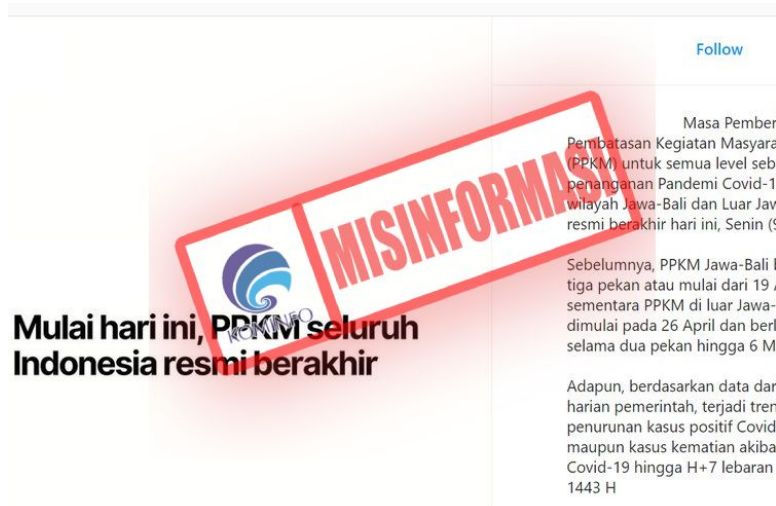 Follow
Masa Pember
Pembatasan Kegiatan Masyara
(PPKM) untuk semua level seb
penanganan Pandemi Covid-1
wilayah Jawa-Bali dan Luar Jaw
resmi berakhir hari ini, Senin (9
Sebelumnya, PPKM Jawa-Bali b
tiga pekan atau mulai dari 19 A
sementara PPKM di luar Jawa-
dimulai pada 26 April dan berl
selama dua pekan hingga 6 M
Adapun, berdasarkan data dar
harian pemerintah, terjadi tren
penurunan kasus positif Covid
maupun kasus kematian akiba
Covid-19 hingga H+7 lebaran
1443 H
MISINFORMASI
KOMINFO
Mulai hari ini, PPKM seluruh
Indonesia resmi berakhir